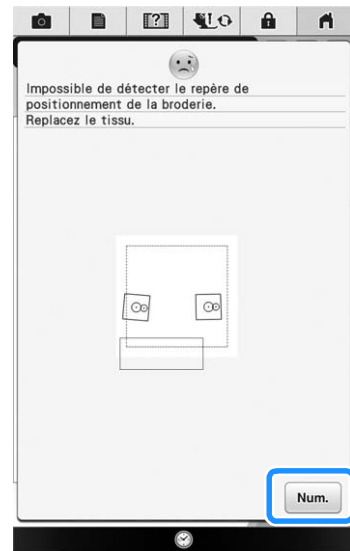 [?]
Impossible de détecter le repère de
positionnement de la broderie.
Replacez le tissu.
Num.